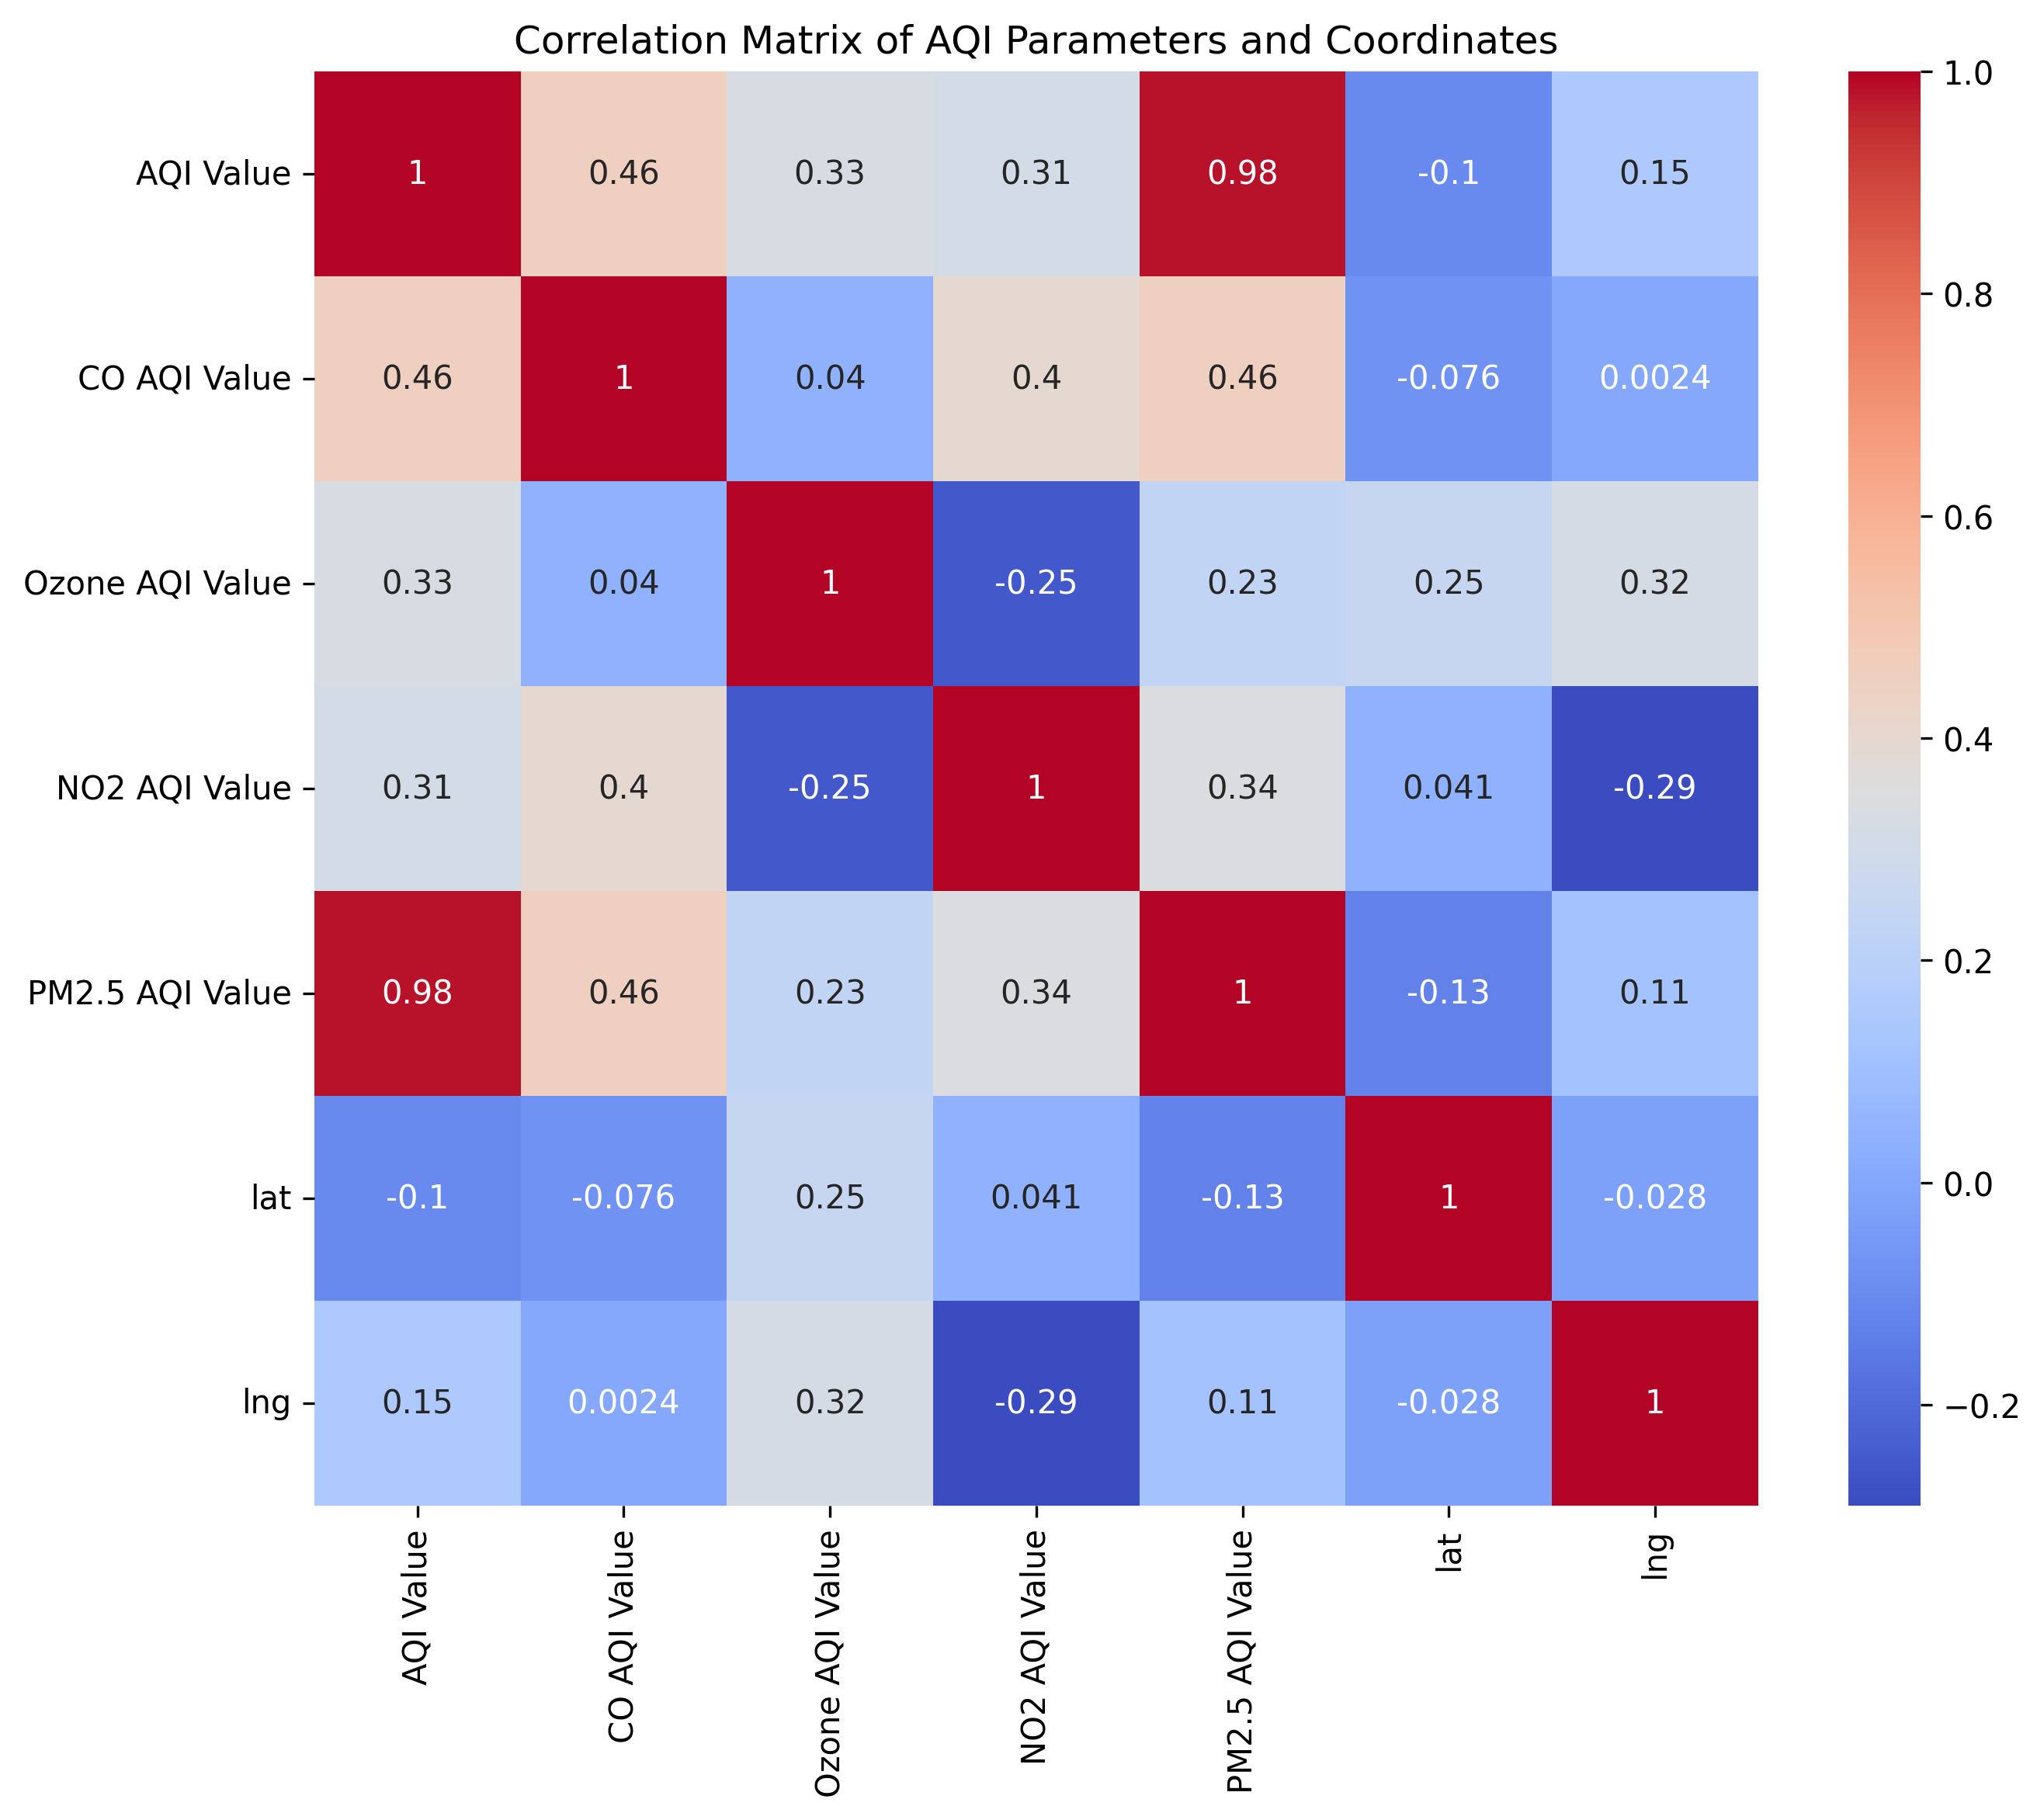 Correlation Matrix of AQI Parameters and Coordinates
AQI Value 1 0.46 0.33 0.31 0.98 -0.1 0.15
CO AQI Value 0.46 1 0.04 0.4 0.46 -0.076 0.0024
Ozone AQI Value 0.33 0.04 1 -0.25 0.23 0.25 0.32
NO2 AQI Value 0.31 0.4 -0.25 1 0.34 0.041 -0.29
PM2.5 AQI Value 0.98 0.46 0.23 0.34 1 -0.13 0.11
lat -0.1 -0.076 0.25 0.041 -0.13 1 -0.028
lng 0.15 0.0024 0.32 -0.29 0.11 -0.028 1
AQI Value
CO AQI Value
Ozone AQI Value
NO2 AQI Value
PM2.5 AQI Value
lat
lng
1.0
0.8
0.6
0.4
0.2
0.0
−0.2